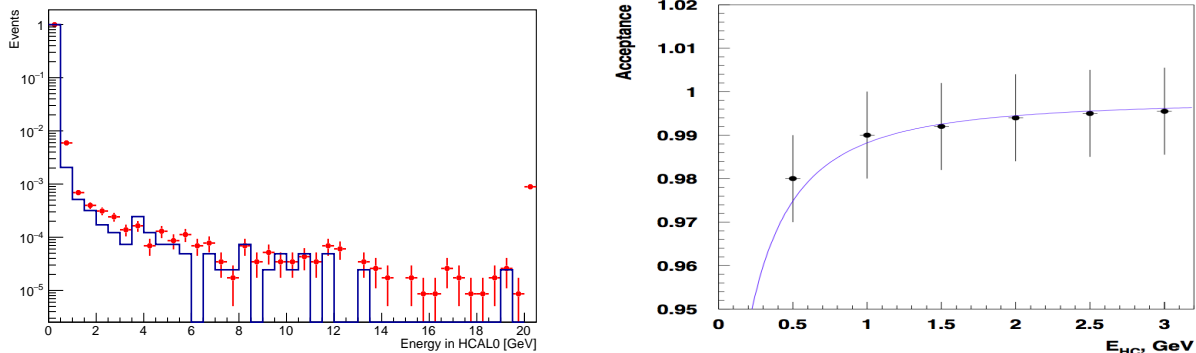 Events
1
10⁻¹
10⁻²
10⁻³
10⁻⁴
10⁻⁵
0 2 4 6 8 10 12 14 16 18 20
Energy in HCAL0 [GeV]
Acceptance
1.02
1.01
1
0.99
0.98
0.97
0.96
0.95
0 0.5 1 1.5 2 2.5 3
E_HC, GeV